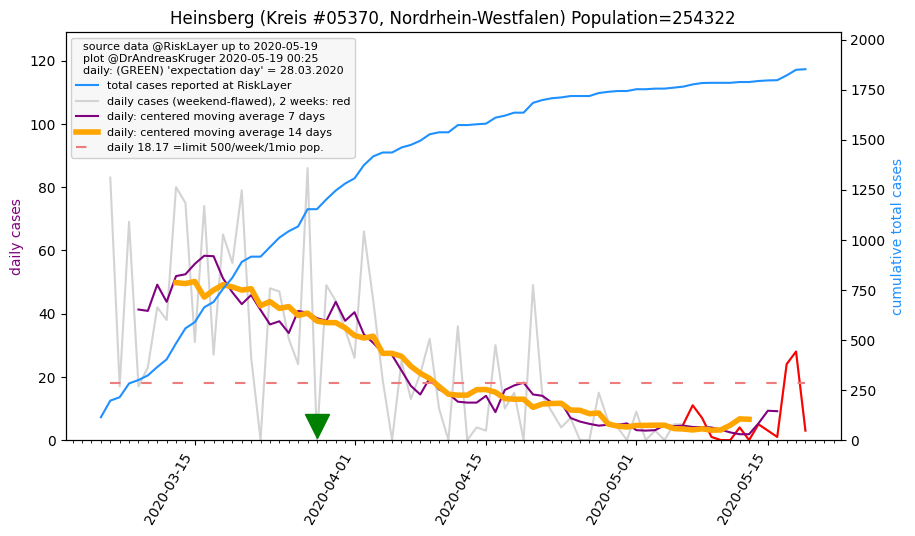 Heinsberg (Kreis #05370, Nordrhein-Westfalen) Population=254322
source data @RiskLayer up to 2020-05-19
plot @DrAndreasKruger 2020-05-19 00:25
daily: (GREEN) 'expectation day' = 28.03.2020
total cases reported at RiskLayer
daily cases (weekend-flawed), 2 weeks: red
daily: centered moving average 7 days
daily: centered moving average 14 days
daily 18.17 =limit 500/week/1mio pop.
daily cases
120
100
80
60
40
20
0
2000
1750
1500
1250
1000
750
500
250
0
cumulative total cases
2020-03-15
2020-04-01
2020-04-15
2020-05-01
2020-05-15